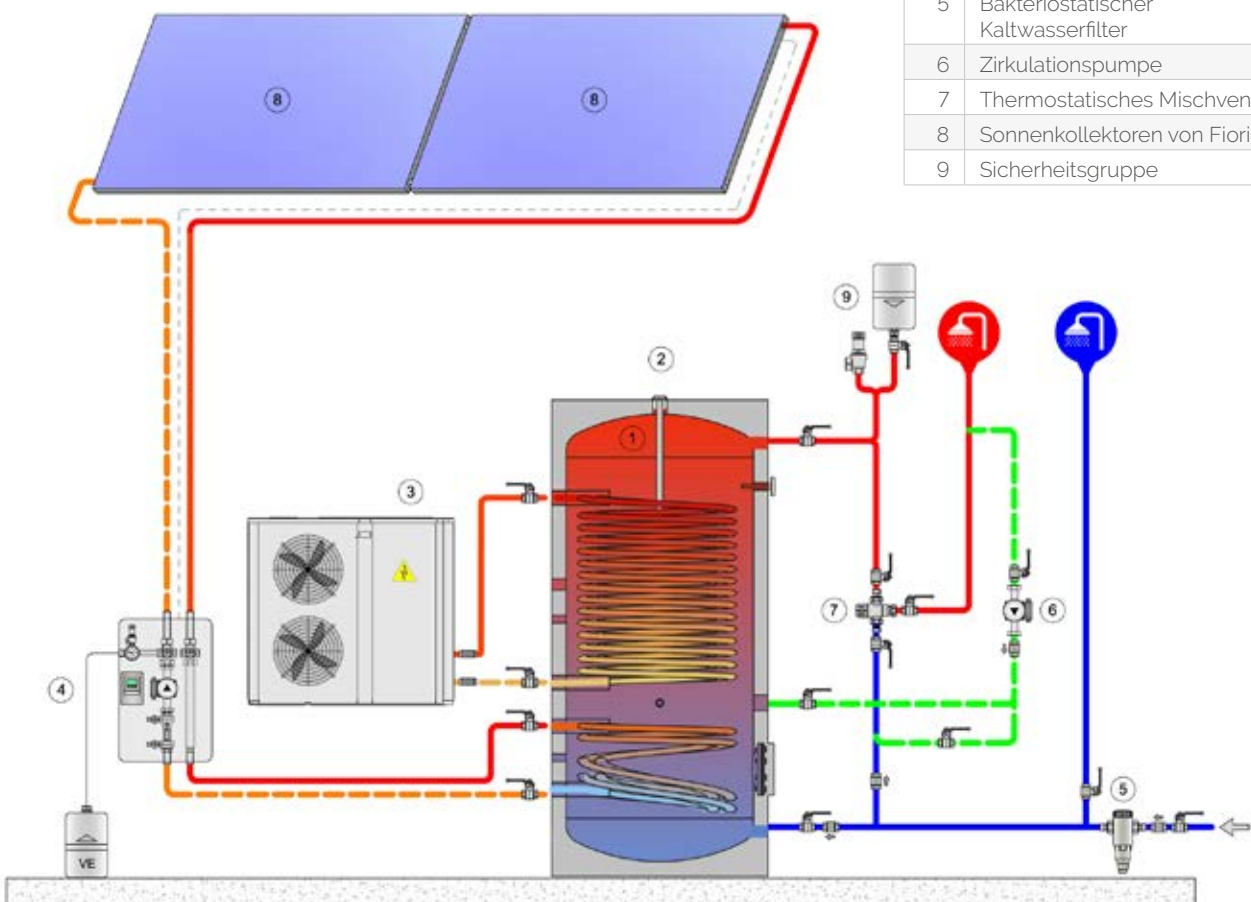 5 Bakteriostatischer
Kaltwasserfilter
6 Zirkulationspumpe
7 Thermostatisches Mischven
8 Sonnenkollektoren von Fiori
9 Sicherheitsgruppe
8 8
9
2
1
3
7 6
4
5
VE